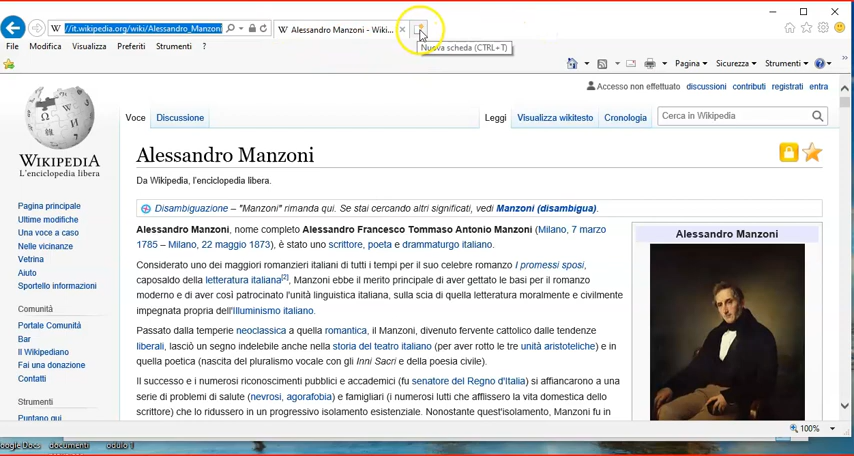 //it.wikipedia.org/wiki/Alessandro_Manzoni
Alessandro Manzoni - Wiki...
File Modifica Visualizza Preferiti Strumenti ?
Nuova scheda (CTRL+T)
Pagina Sicurezza Strumenti
Accesso non effettuato discussioni contributi registrati entra
Voce Discussione Leggi Visualizza wikitesto Cronologia Cerca in Wikipedia
WIKIPEDIA
L'enciclopedia libera
Alessandro Manzoni
Da Wikipedia, l'enciclopedia libera.
Disambiguazione – "Manzoni" rimanda qui. Se stai cercando altri significati, vedi Manzoni (disambigua).
Pagina principale
Ultime modifiche
Una voce a caso
Nelle vicinanze
Vetrina
Aiuto
Sportello informazioni
Comunità
Portale Comunità
Bar
Il Wikipediano
Fai una donazione
Contatti
Strumenti
Puntano qui
Alessandro Manzoni, nome completo Alessandro Francesco Tommaso Antonio Manzoni (Milano, 7 marzo
1785 – Milano, 22 maggio 1873), è stato uno scrittore, poeta e drammaturgo italiano.
Considerato uno dei maggiori romanzieri italiani di tutti i tempi per il suo celebre romanzo I promessi sposi,
caposaldo della letteratura italiana[2], Manzoni ebbe il merito principale di aver gettato le basi per il romanzo
moderno e di aver così patrocinato l'unità linguistica italiana, sulla scia di quella letteratura moralmente e civilmente
impegnata propria dell'Illuminismo italiano.
Passato dalla temperie neoclassica a quella romantica, il Manzoni, divenuto fervente cattolico dalle tendenze
liberali, lasciò un segno indelebile anche nella storia del teatro italiano (per aver rotto le tre unità aristoteliche) e in
quella poetica (nascita del pluralismo vocale con gli Inni Sacri e della poesia civile).
Il successo e i numerosi riconoscimenti pubblici e accademici (fu senatore del Regno d'Italia) si affiancarono a una
serie di problemi di salute (nevrosi, agorafobia) e famigliari (i numerosi lutti che afflissero la vita domestica dello
scrittore) che lo ridussero in un progressivo isolamento esistenziale. Nonostante quest'isolamento, Manzoni fu in
Alessandro Manzoni
100%
oogle Docs documenti